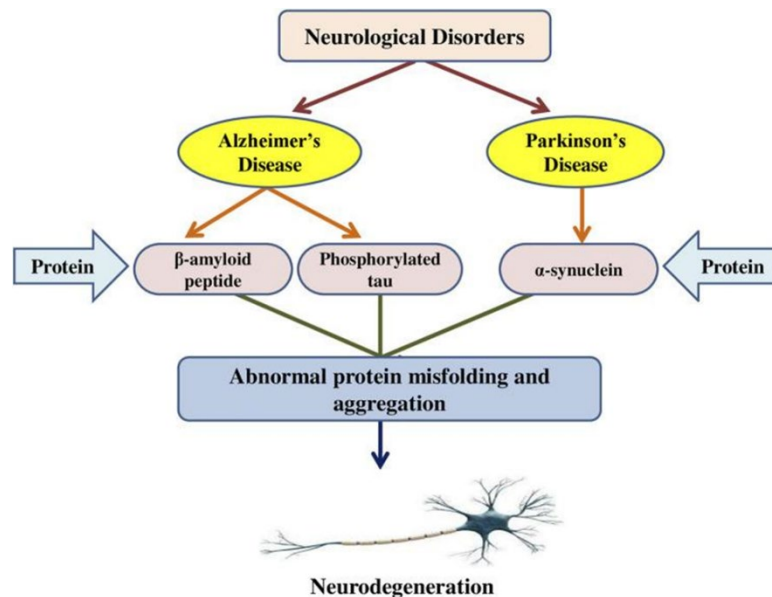 Neurological Disorders
Alzheimer's
Disease
Parkinson's
Disease
Protein
β-amyloid
peptide
Phosphorylated
tau
α-synuclein
Protein
Abnormal protein misfolding and
aggregation
Neurodegeneration